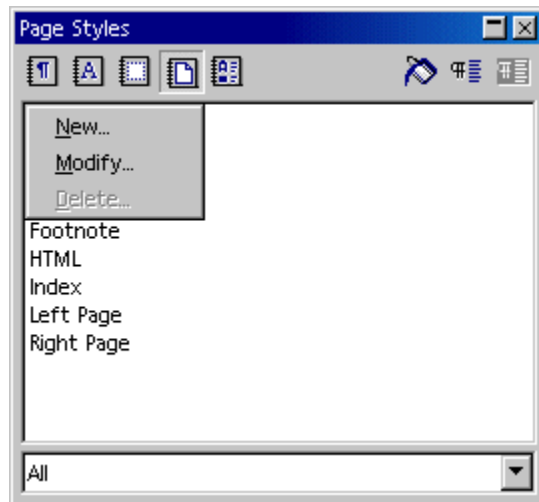 Page Styles
New...
Modify...
Delete...
Footnote
HTML
Index
Left Page
Right Page
All